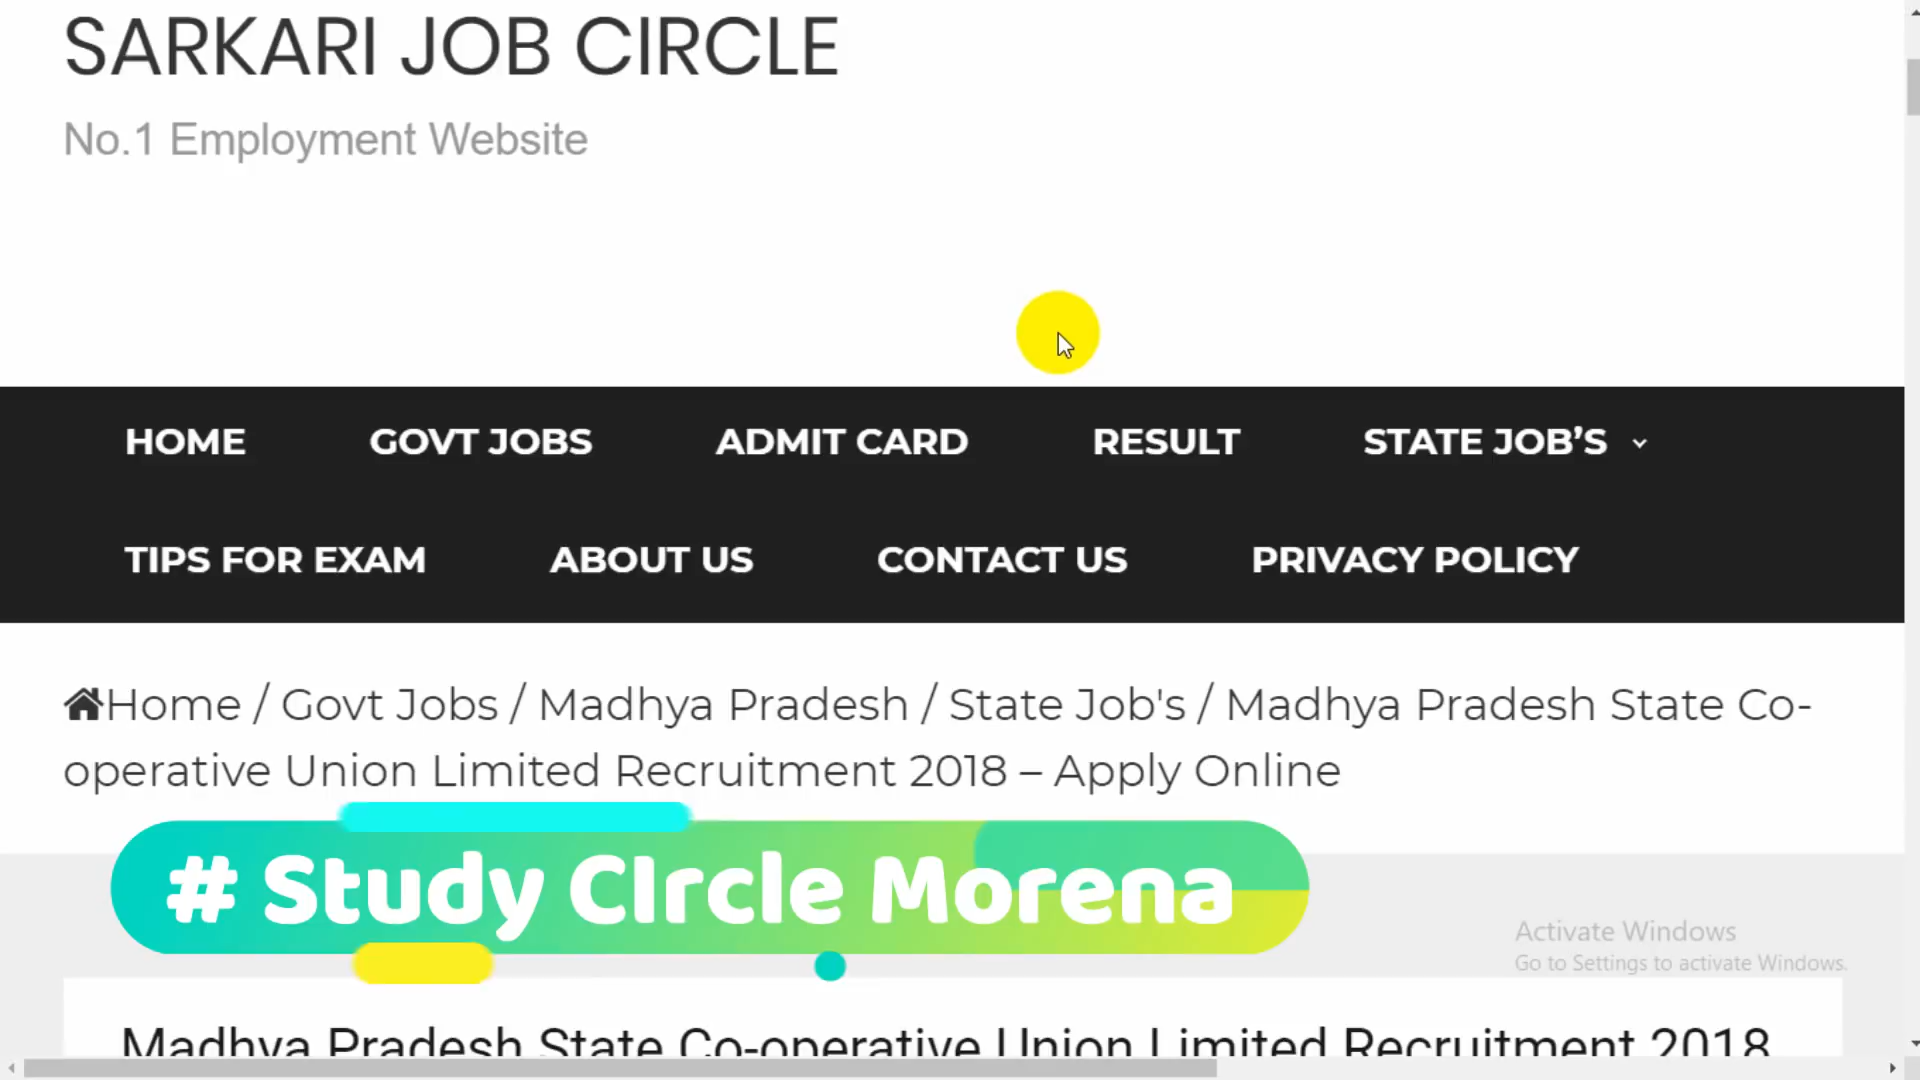 SARKARI JOB CIRCLE
No.1 Employment Website
HOME GOVT JOBS ADMIT CARD RESULT STATE JOB’S
TIPS FOR EXAM ABOUT US CONTACT US PRIVACY POLICY
Home / Govt Jobs / Madhya Pradesh / State Job's / Madhya Pradesh State Co-
operative Union Limited Recruitment 2018 – Apply Online
# Study CIrcle Morena
Activate Windows
Go to Settings to activate Windows.
Madhya Pradesh State Co-operative Union Limited Recruitment 2018